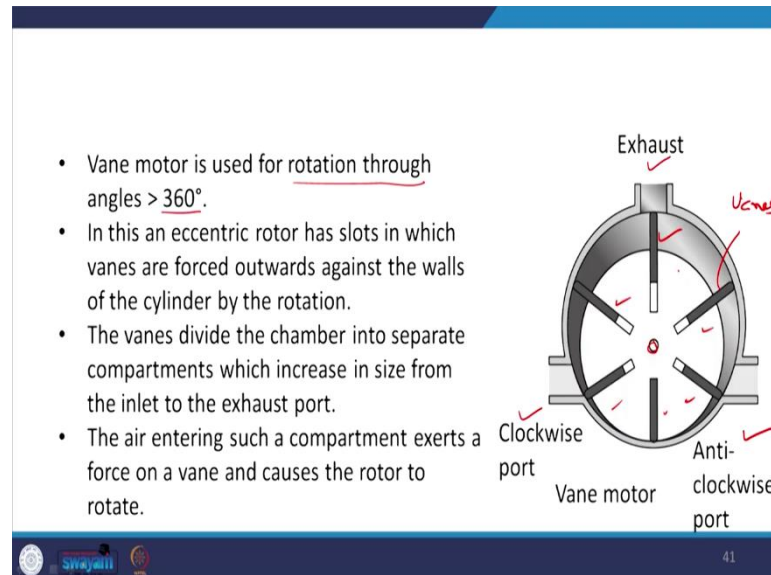 • Vane motor is used for rotation through
angles > 360°.
• In this an eccentric rotor has slots in which
vanes are forced outwards against the walls
of the cylinder by the rotation.
• The vanes divide the chamber into separate
compartments which increase in size from
the inlet to the exhaust port.
• The air entering such a compartment exerts a
force on a vane and causes the rotor to
rotate.
Exhaust
Vanes
Clockwise
port
Anti-
clockwise
port
Vane motor
swayam
41